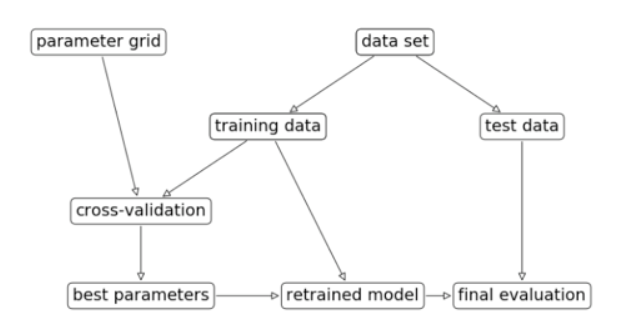 parameter grid
data set
training data
test data
cross-validation
best parameters
retrained model
final evaluation